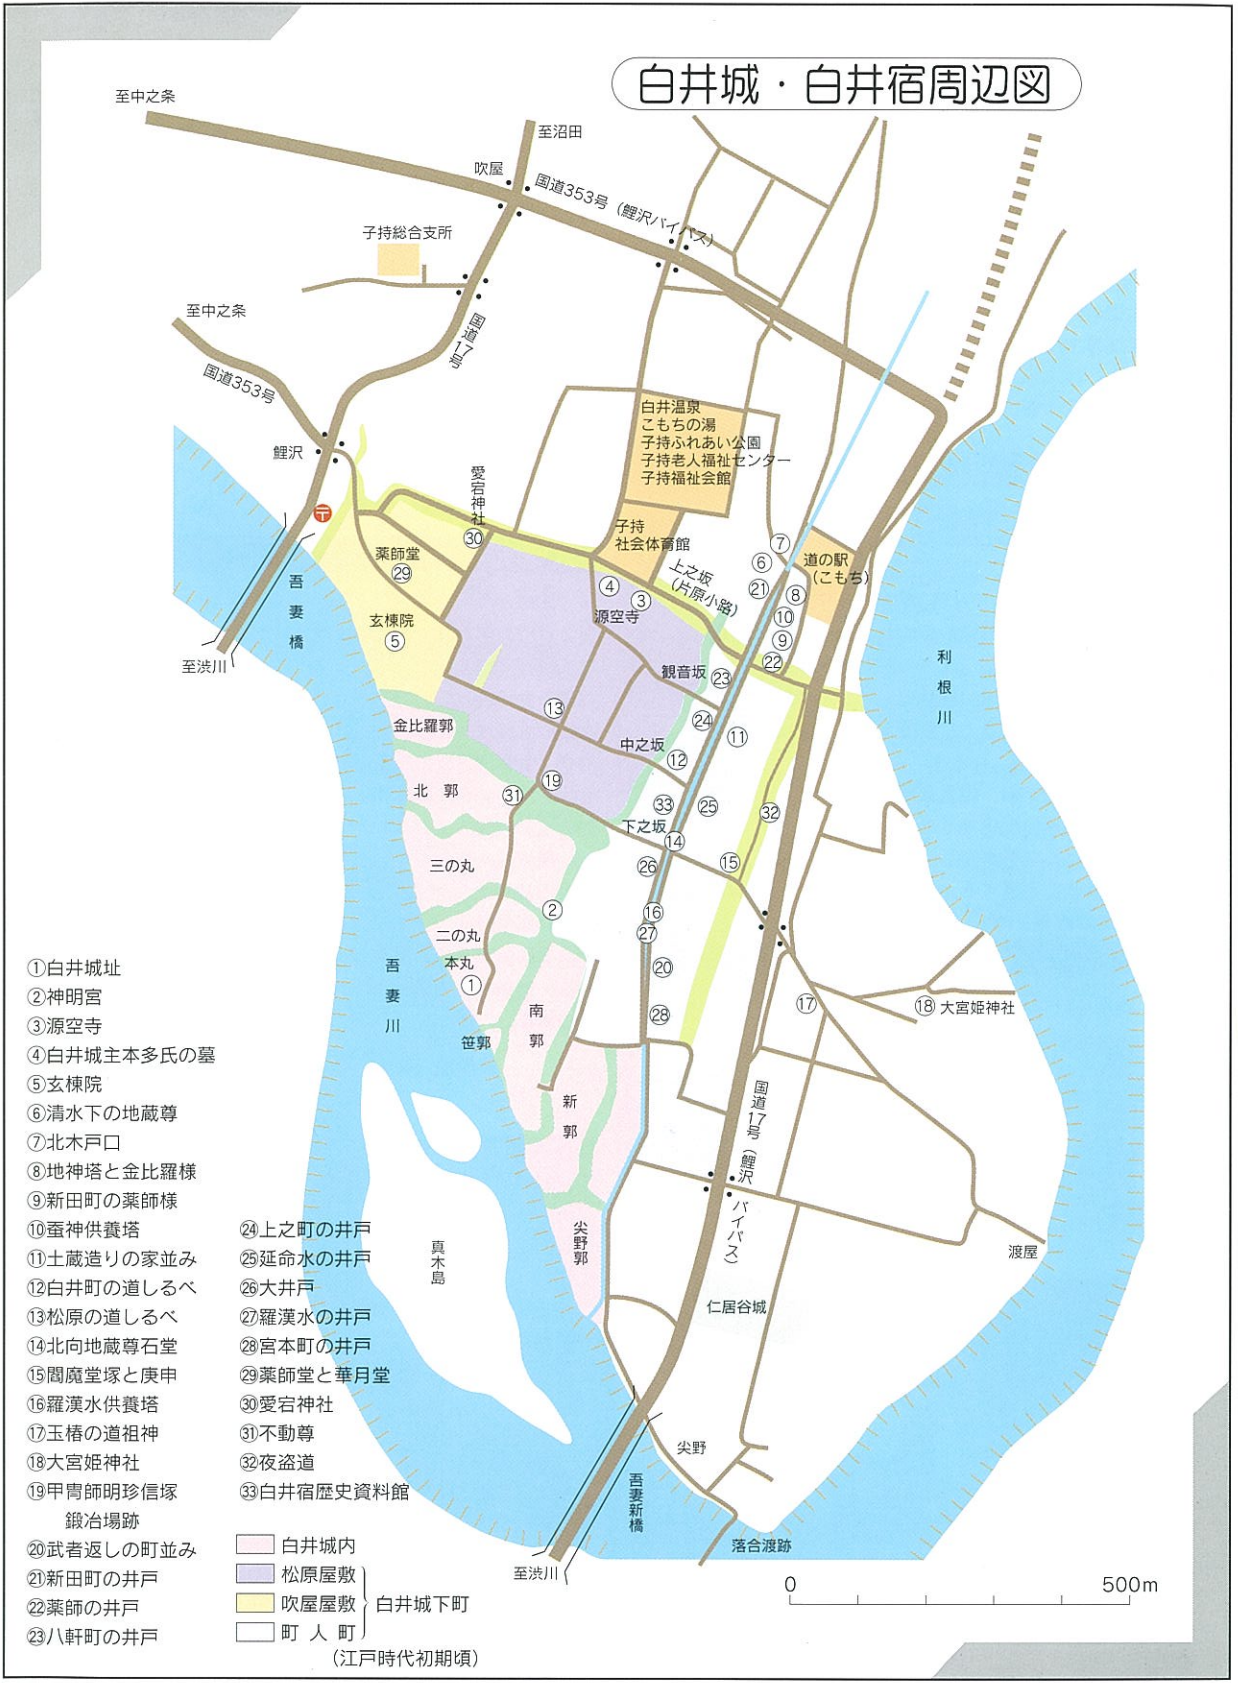 白井城・白井宿周辺図
至中之条
至沼田
吹屋
国道353号（鯉沢バイパス）
子持総合支所
至中之条
国道17号
国道353号
鯉沢
白井温泉
こもちの湯
子持ふれあい公園
子持老人福祉センター
子持福祉会館
愛宕神社
㉚
〒
子持
社会体育館
薬師堂
㉙
上之坂
（片原小路）
⑦
⑥
㉑
道の駅
（こもち）
⑧
⑩
⑨
㉒
④
③
源空寺
吾妻橋
玄棟院
⑤
至渋川
観音坂
㉓
利根川
⑬
㉔
⑪
金比羅郭
中之坂
⑫
北郭
⑲
㉛
㉝
㉕
㉜
下之坂
⑭
三の丸
㉖
⑮
②
⑯
㉗
二の丸
本丸
①
⑳
吾妻川
南郭
㉘
⑰
⑱大宮姫神社
笹郭
新郭
国道17号（鯉沢バイパス）
尖野郭
真木島
渡屋
仁居谷城
尖野
吾妻新橋
落合渡跡
至渋川
0 500m
①白井城址
②神明宮
③源空寺
④白井城主本多氏の墓
⑤玄棟院
⑥清水下の地蔵尊
⑦北木戸口
⑧地神塔と金比羅様
⑨新田町の薬師様
⑩蚕神供養塔
⑪土蔵造りの家並み
⑫白井町の道しるべ
⑬松原の道しるべ
⑭北向地蔵尊石堂
⑮閻魔堂塚と庚申
⑯羅漢水供養塔
⑰玉椿の道祖神
⑱大宮姫神社
⑲甲冑師明珍信塚
鍛冶場跡
⑳武者返しの町並み
㉑新田町の井戸
㉒薬師の井戸
㉓八軒町の井戸
㉔上之町の井戸
㉕延命水の井戸
㉖大井戸
㉗羅漢水の井戸
㉘宮本町の井戸
㉙薬師堂と華月堂
㉚愛宕神社
㉛不動尊
㉜夜盗道
㉝白井宿歴史資料館
白井城内
松原屋敷
吹屋屋敷
町人町
白井城下町
（江戸時代初期頃）